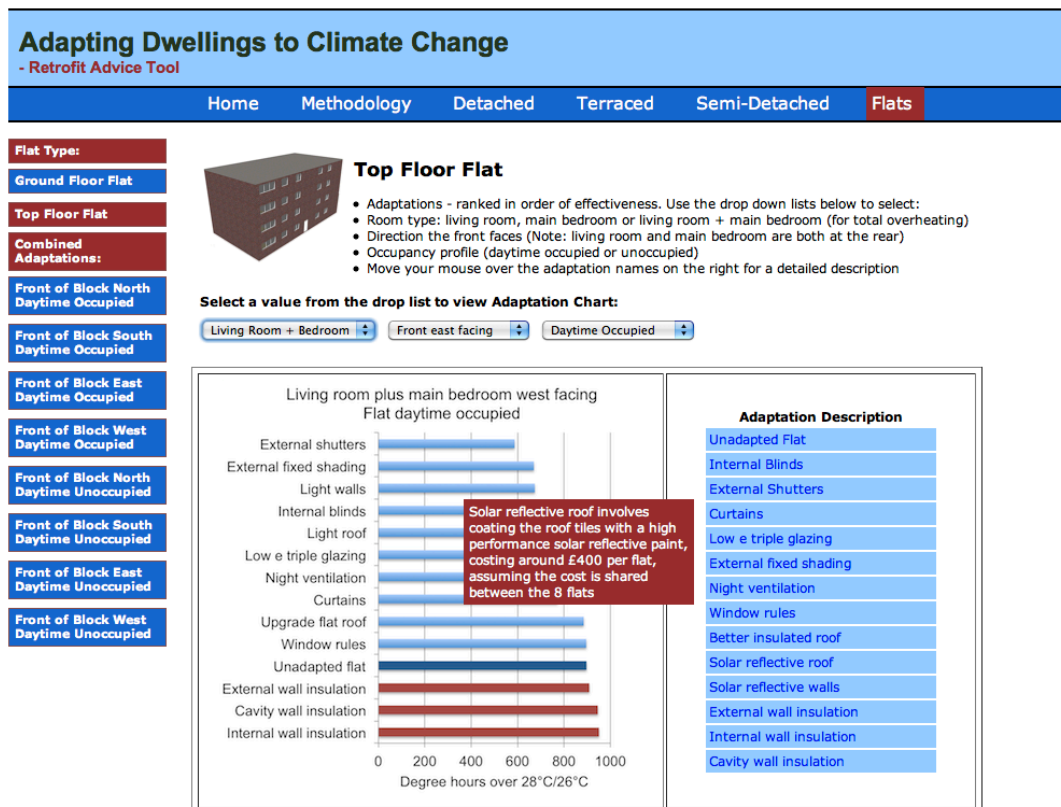 Adapting Dwellings to Climate Change
- Retrofit Advice Tool
Home Methodology Detached Terraced Semi-Detached Flats
Flat Type:
Ground Floor Flat
Top Floor Flat
Combined
Adaptations:
Front of Block North
Daytime Occupied
Front of Block South
Daytime Occupied
Front of Block East
Daytime Occupied
Front of Block West
Daytime Occupied
Front of Block North
Daytime Unoccupied
Front of Block South
Daytime Unoccupied
Front of Block East
Daytime Unoccupied
Front of Block West
Daytime Unoccupied
Top Floor Flat
• Adaptations - ranked in order of effectiveness. Use the drop down lists below to select:
• Room type: living room, main bedroom or living room + main bedroom (for total overheating)
• Direction the front faces (Note: living room and main bedroom are both at the rear)
• Occupancy profile (daytime occupied or unoccupied)
• Move your mouse over the adaptation names on the right for a detailed description
Select a value from the drop list to view Adaptation Chart:
Living Room + Bedroom Front east facing Daytime Occupied
Living room plus main bedroom west facing
Flat daytime occupied
External shutters
External fixed shading
Light walls
Internal blinds
Light roof
Low e triple glazing
Night ventilation
Curtains
Upgrade flat roof
Window rules
Unadapted flat
External wall insulation
Cavity wall insulation
Internal wall insulation
0 200 400 600 800 1000
Degree hours over 28°C/26°C
Solar reflective roof involves
coating the roof tiles with a high
performance solar reflective paint,
costing around £400 per flat,
assuming the cost is shared
between the 8 flats
Adaptation Description
Unadapted Flat
Internal Blinds
External Shutters
Curtains
Low e triple glazing
External fixed shading
Night ventilation
Window rules
Better insulated roof
Solar reflective roof
Solar reflective walls
External wall insulation
Internal wall insulation
Cavity wall insulation